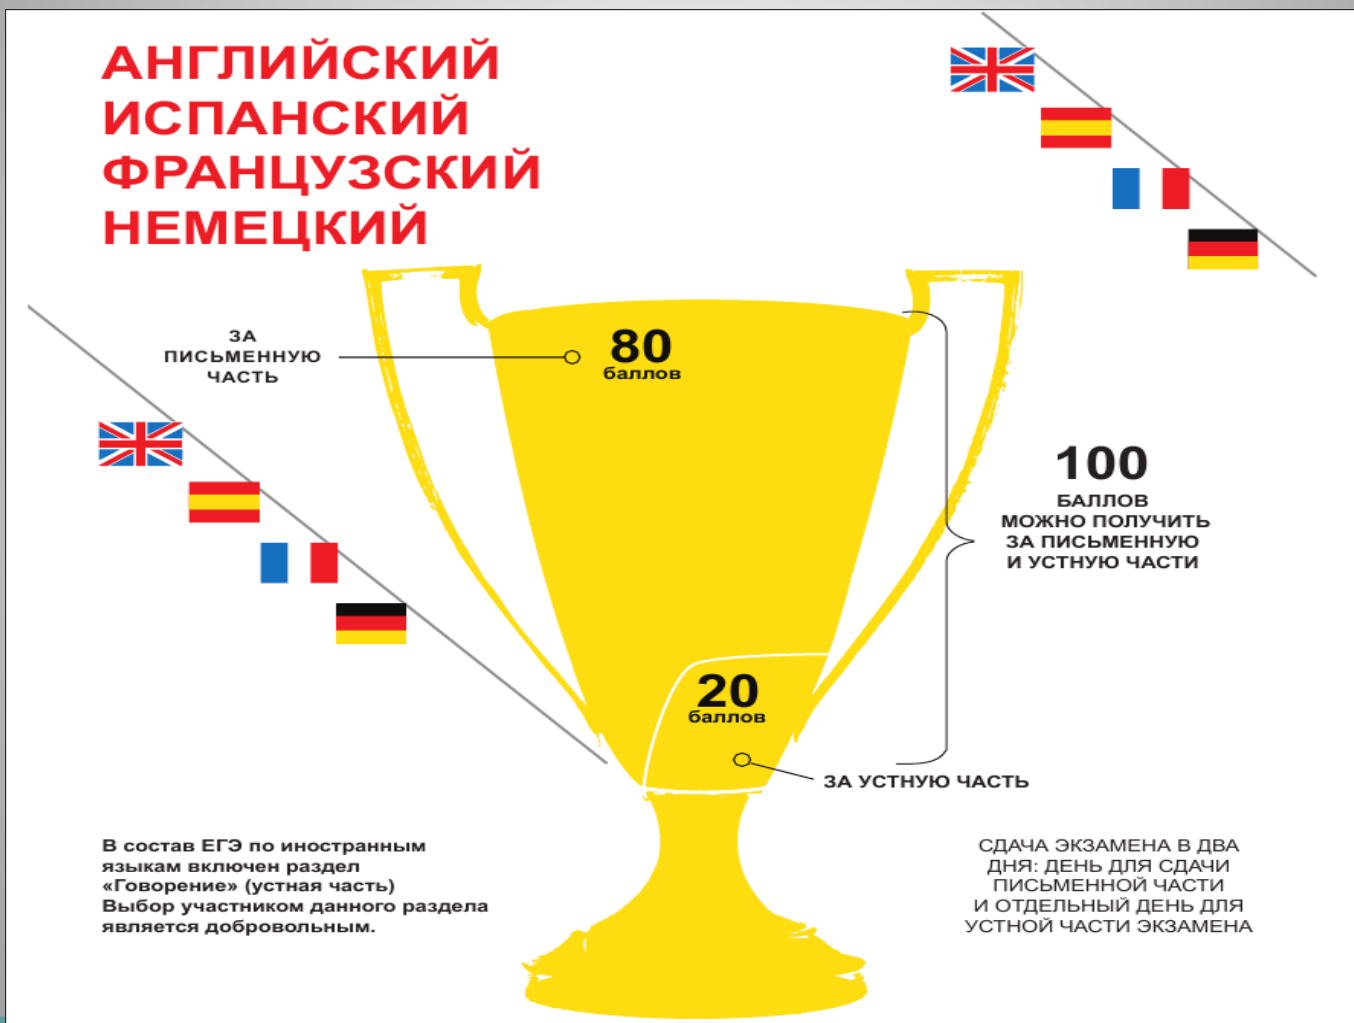 АНГЛИЙСКИЙ
ИСПАНСКИЙ
ФРАНЦУЗСКИЙ
НЕМЕЦКИЙ
ЗА
ПИСЬМЕННУЮ
ЧАСТЬ
80
баллов
100
БАЛЛОВ
МОЖНО ПОЛУЧИТЬ
ЗА ПИСЬМЕННУЮ
И УСТНУЮ ЧАСТИ
20
баллов
ЗА УСТНУЮ ЧАСТЬ
В состав ЕГЭ по иностранным
языкам включен раздел
«Говорение» (устная часть)
Выбор участником данного раздела
является добровольным.
СДАЧА ЭКЗАМЕНА В ДВА
ДНЯ: ДЕНЬ ДЛЯ СДАЧИ
ПИСЬМЕННОЙ ЧАСТИ
И ОТДЕЛЬНЫЙ ДЕНЬ ДЛЯ
УСТНОЙ ЧАСТИ ЭКЗАМЕНА